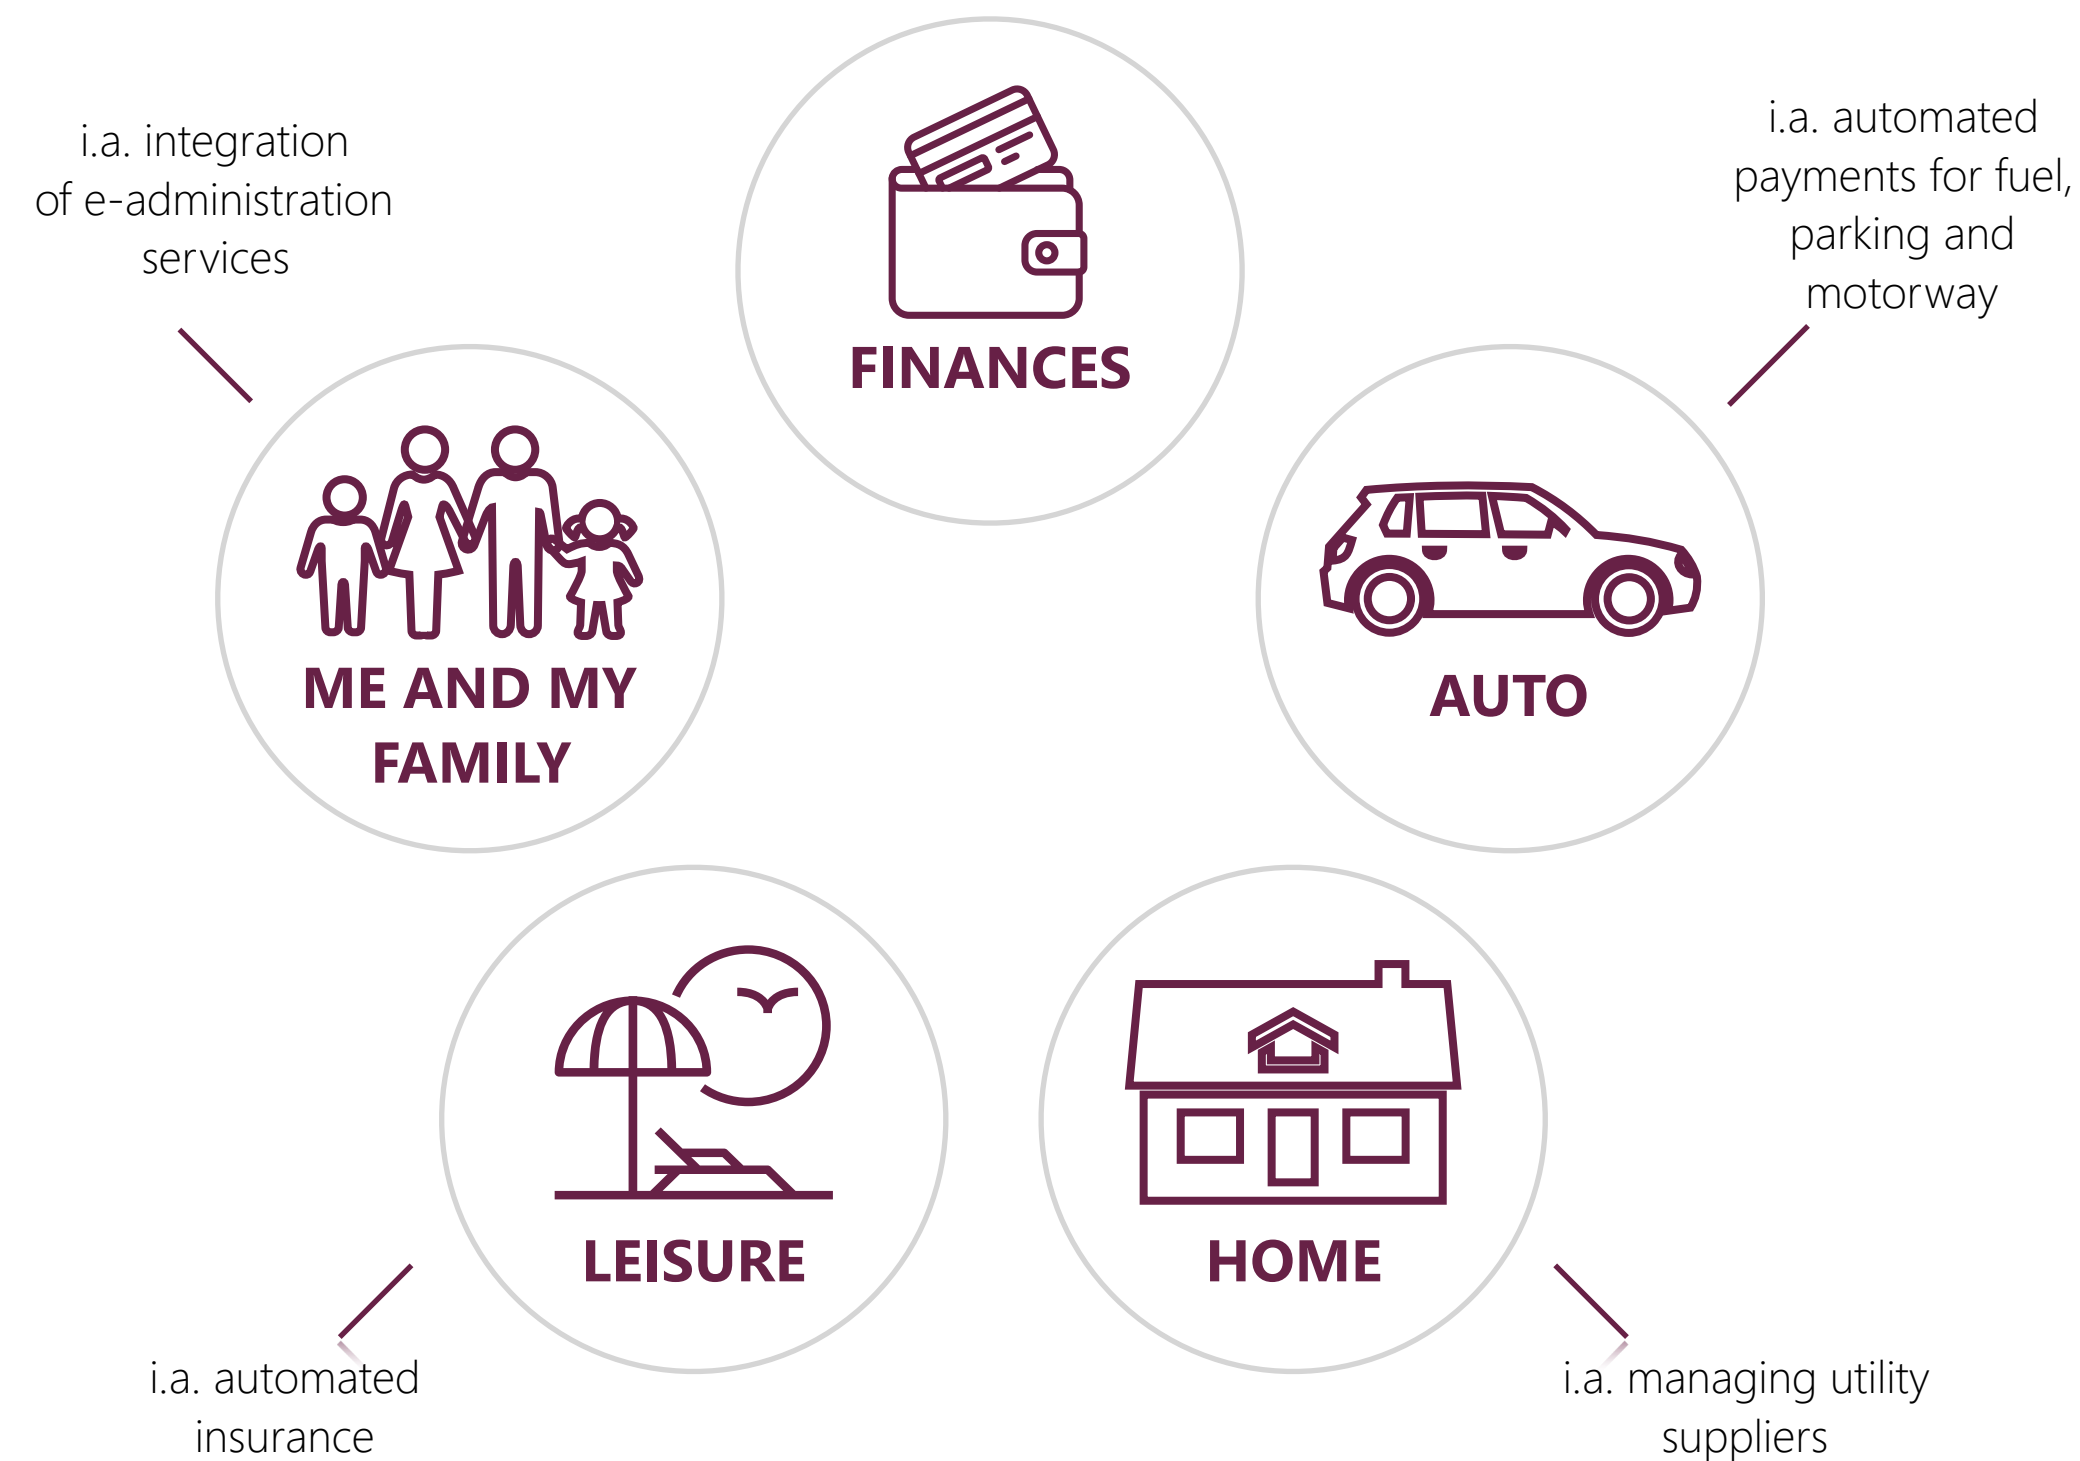 i.a. integration
of e-administration
services
FINANCES
i.a. automated
payments for fuel,
parking and
motorway
ME AND MY
FAMILY
AUTO
LEISURE
HOME
i.a. automated
insurance
i.a. managing utility
suppliers